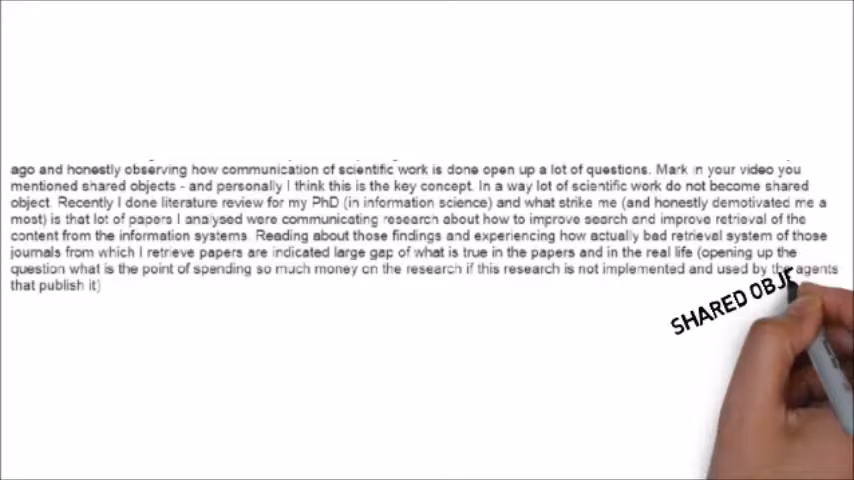 ago and honestly observing how communication of scientific work is done open up a lot of questions. Mark in your video you
mentioned shared objects - and personally I think this is the key concept. In a way lot of scientific work do not become shared
object. Recently I done literature review for my PhD (in information science) and what strike me (and honestly demotivated me a
most) is that lot of papers I analysed were communicating research about how to improve search and improve retrieval of the
content from the information systems. Reading about those findings and experiencing how actually bad retrieval system of those
journals from which I retrieve papers are indicated large gap of what is true in the papers and in the real life (opening up the
question what is the point of spending so much money on the research if this research is not implemented and used by the agents
that publish it)
SHARED OBJE